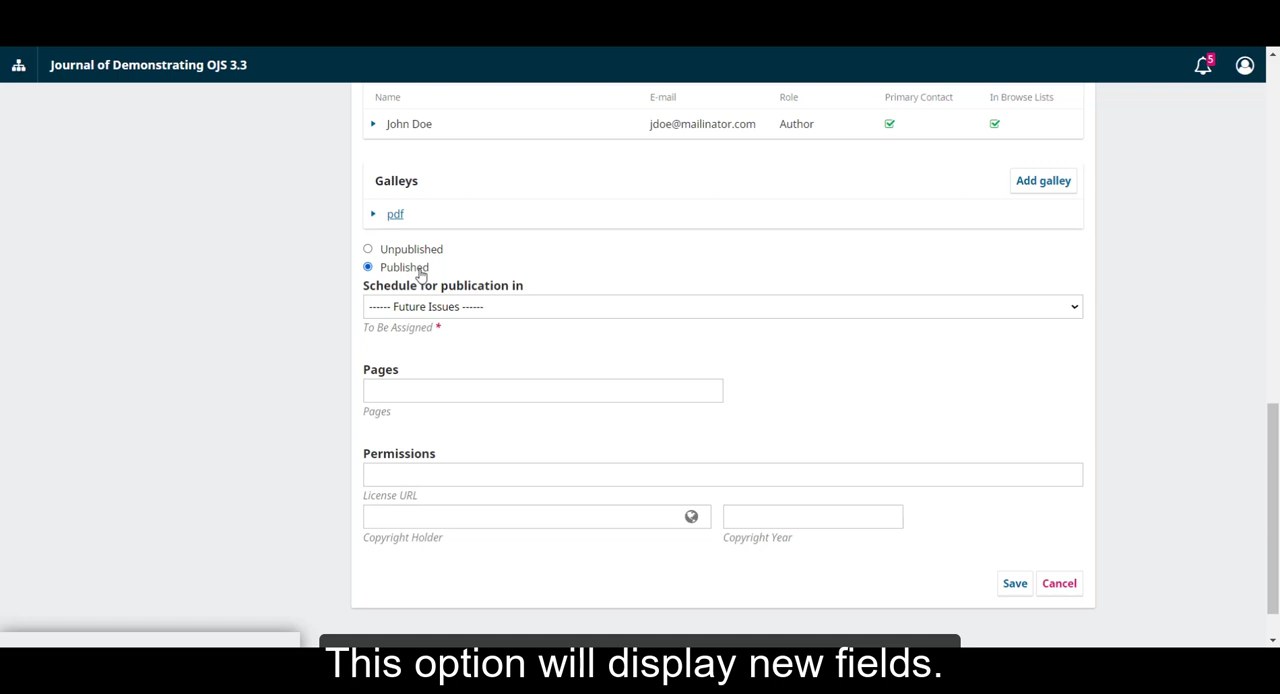 Journal of Demonstrating OJS 3.3
5
Name E-mail Role Primary Contact In Browse Lists
John Doe jdoe@mailinator.com Author
Galleys Add galley
pdf
Unpublished
Published
Schedule for publication in
------ Future Issues ------
To Be Assigned *
Pages
Pages
Permissions
License URL
Copyright Holder Copyright Year
Save Cancel
This option will display new fields.